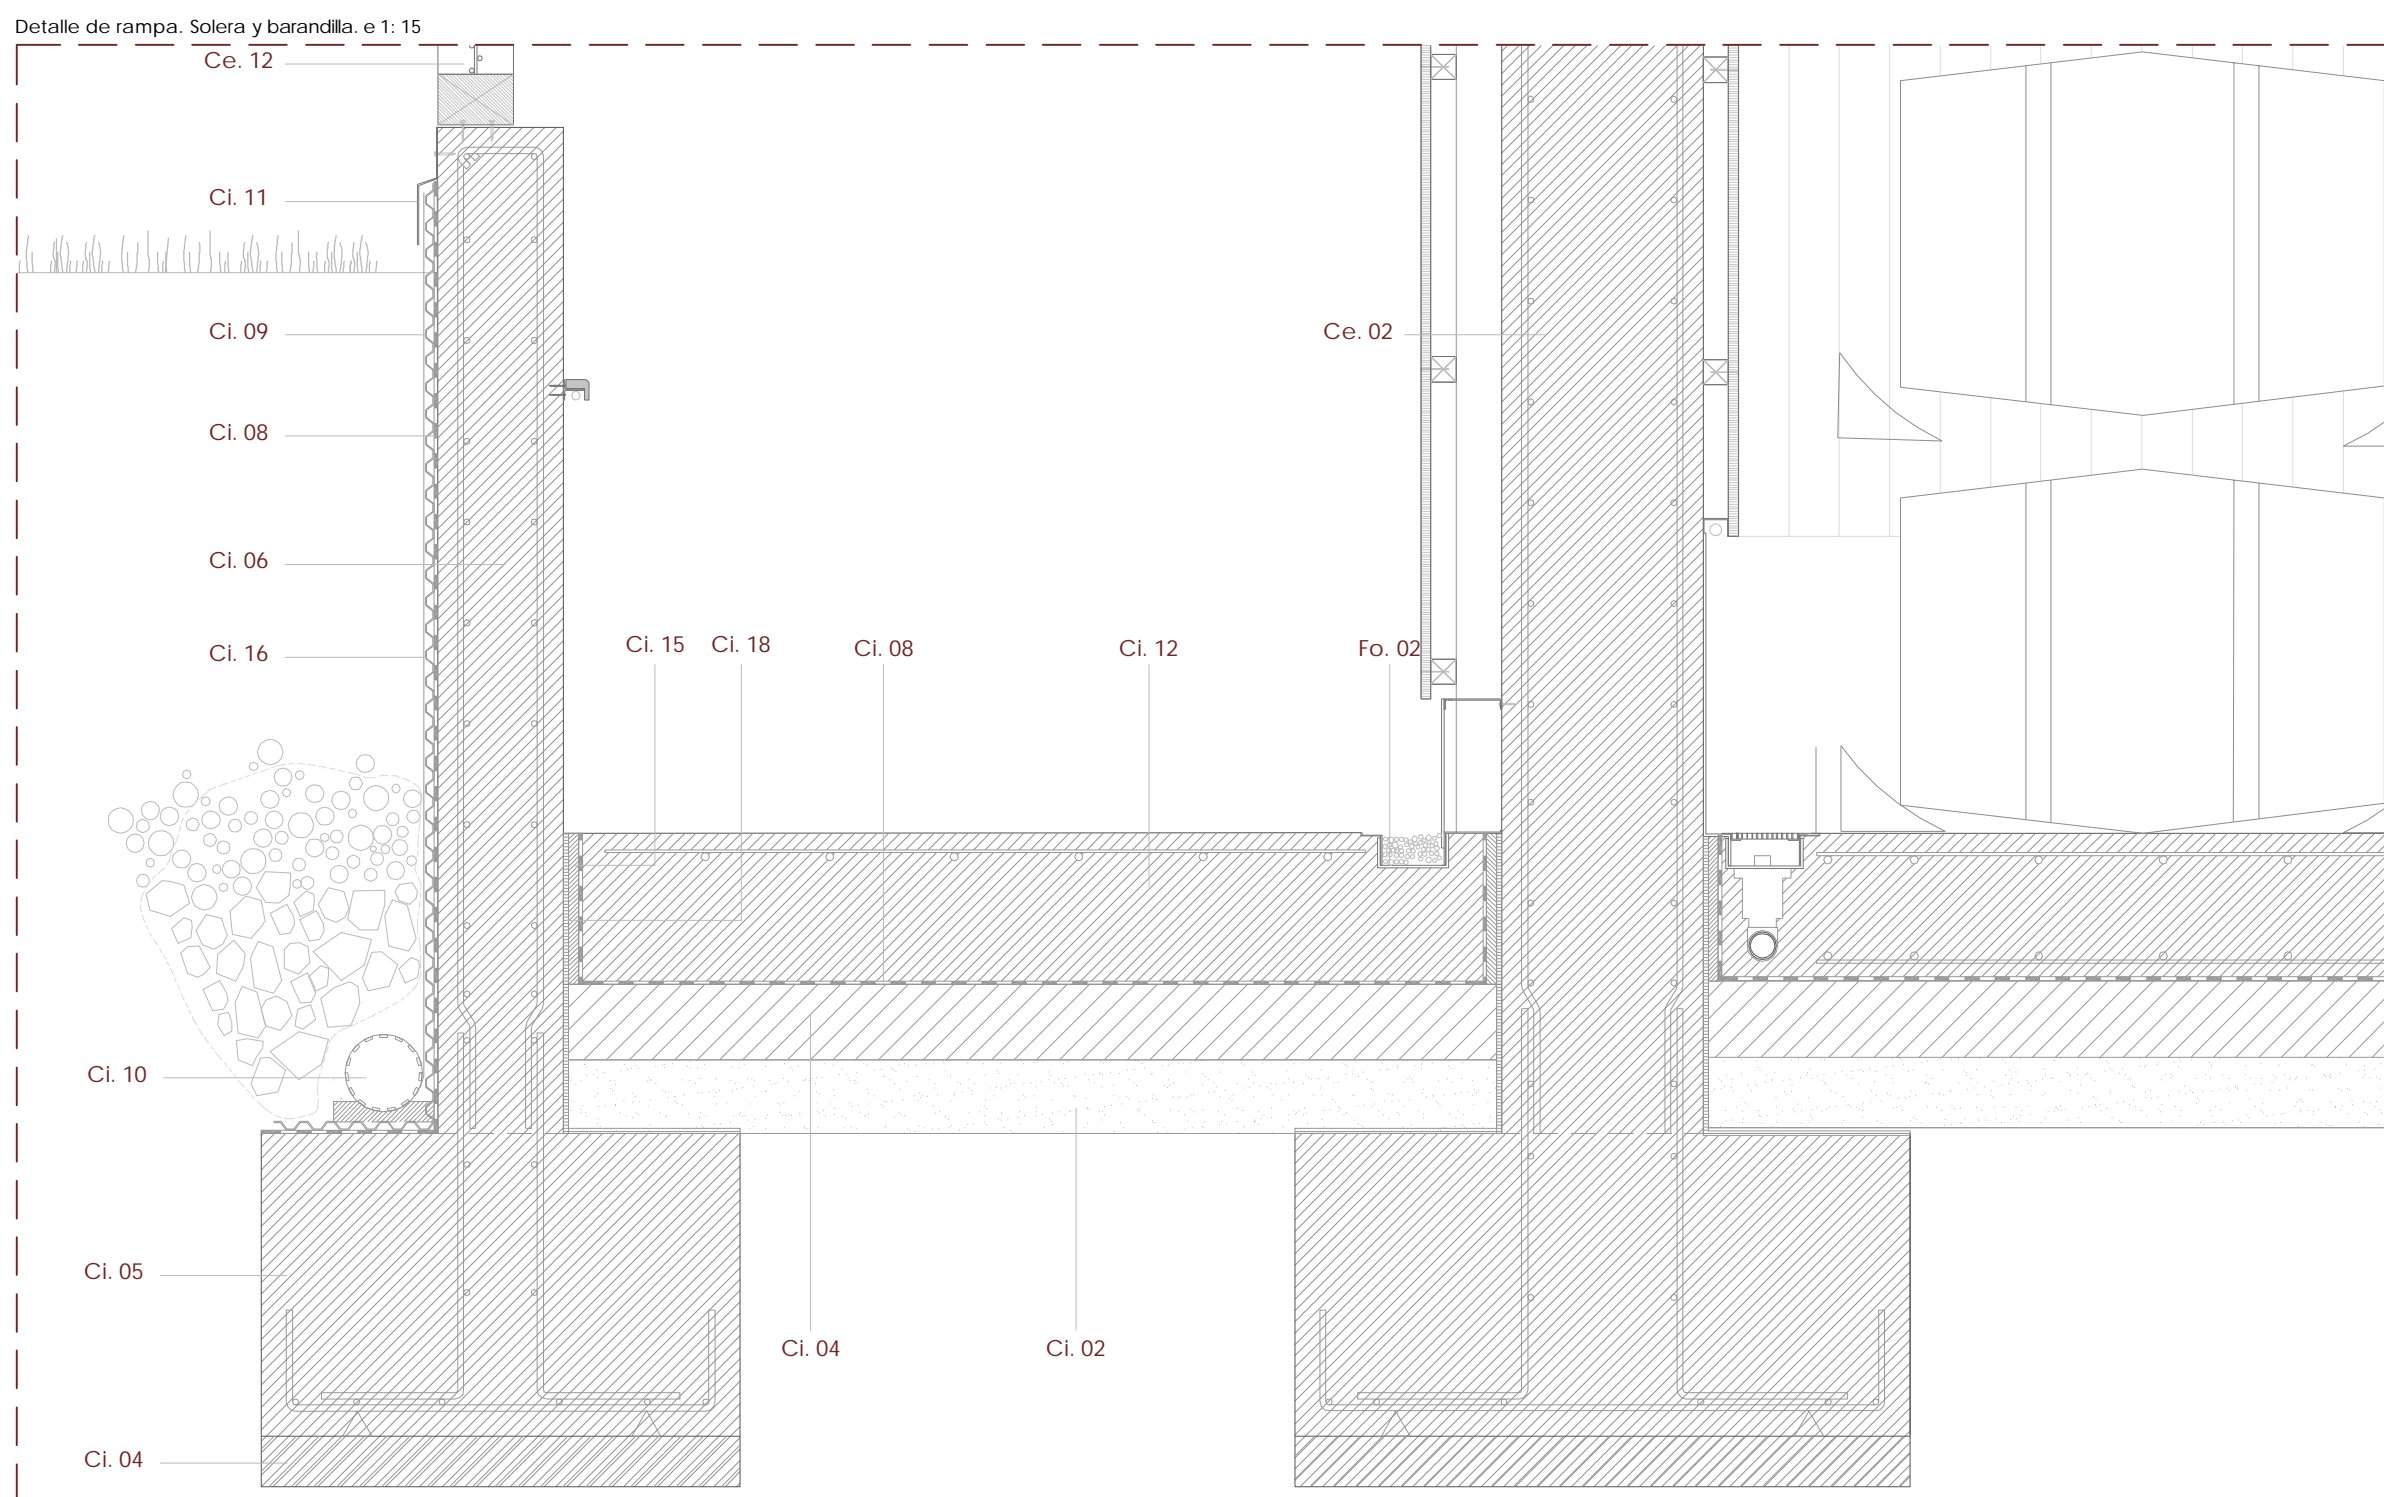 Detalle de rampa. Solera y barandilla. e 1: 15
Ce. 12
Ci. 11
Ci. 09
Ce. 02
Ci. 08
Ci. 06
Ci. 16
Ci. 15
Ci. 18
Ci. 08
Ci. 12
Fo. 02
Ci. 10
Ci. 05
Ci. 04
Ci. 02
Ci. 04